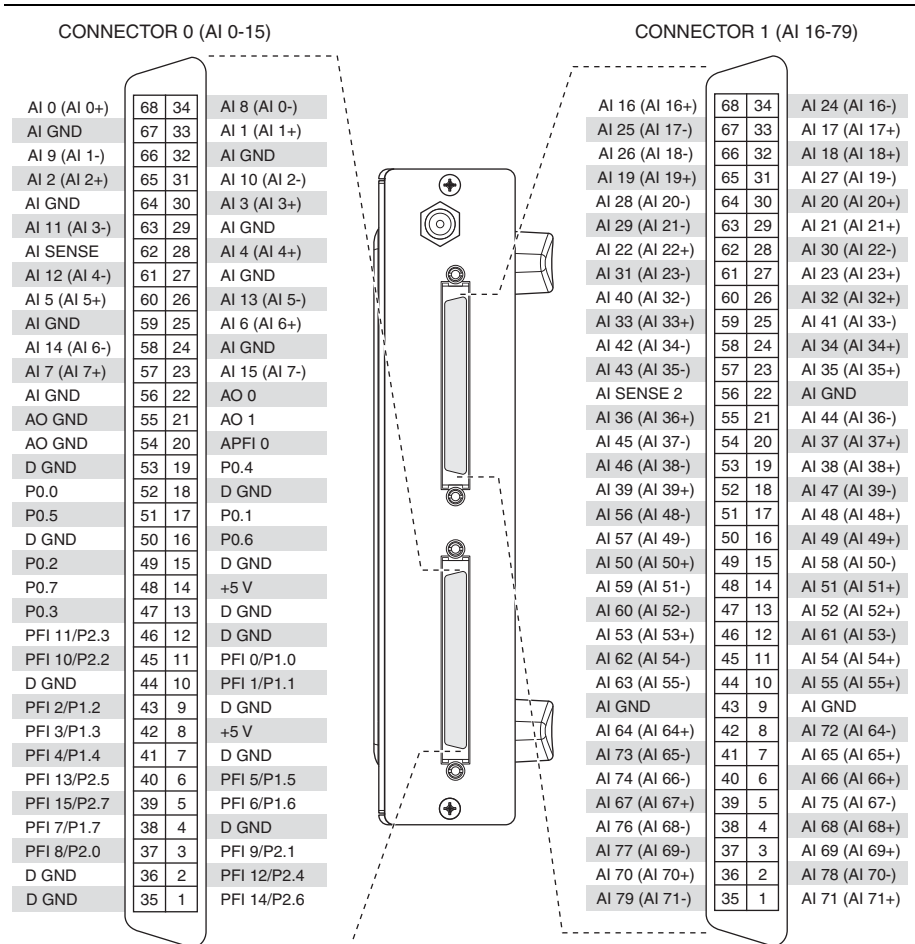 CONNECTOR 0 (AI 0-15)
AI 0 (AI 0+) 68 34 AI 8 (AI 0-)
AI GND 67 33 AI 1 (AI 1+)
AI 9 (AI 1-) 66 32 AI GND
AI 2 (AI 2+) 65 31 AI 10 (AI 2-)
AI GND 64 30 AI 3 (AI 3+)
AI 11 (AI 3-) 63 29 AI GND
AI SENSE 62 28 AI 4 (AI 4+)
AI 12 (AI 4-) 61 27 AI GND
AI 5 (AI 5+) 60 26 AI 13 (AI 5-)
AI GND 59 25 AI 6 (AI 6+)
AI 14 (AI 6-) 58 24 AI GND
AI 7 (AI 7+) 57 23 AI 15 (AI 7-)
AI GND 56 22 AO 0
AO GND 55 21 AO 1
AO GND 54 20 APFI 0
D GND 53 19 P0.4
P0.0 52 18 D GND
P0.5 51 17 P0.1
D GND 50 16 P0.6
P0.2 49 15 D GND
P0.7 48 14 +5 V
P0.3 47 13 D GND
PFI 11/P2.3 46 12 D GND
PFI 10/P2.2 45 11 PFI 0/P1.0
D GND 44 10 PFI 1/P1.1
PFI 2/P1.2 43 9 D GND
PFI 3/P1.3 42 8 +5 V
PFI 4/P1.4 41 7 D GND
PFI 13/P2.5 40 6 PFI 5/P1.5
PFI 15/P2.7 39 5 PFI 6/P1.6
PFI 7/P1.7 38 4 D GND
PFI 8/P2.0 37 3 PFI 9/P2.1
D GND 36 2 PFI 12/P2.4
D GND 35 1 PFI 14/P2.6
CONNECTOR 1 (AI 16-79)
AI 16 (AI 16+) 68 34 AI 24 (AI 16-)
AI 25 (AI 17-) 67 33 AI 17 (AI 17+)
AI 26 (AI 18-) 66 32 AI 18 (AI 18+)
AI 19 (AI 19+) 65 31 AI 27 (AI 19-)
AI 28 (AI 20-) 64 30 AI 20 (AI 20+)
AI 29 (AI 21-) 63 29 AI 21 (AI 21+)
AI 22 (AI 22+) 62 28 AI 30 (AI 22-)
AI 31 (AI 23-) 61 27 AI 23 (AI 23+)
AI 40 (AI 32-) 60 26 AI 32 (AI 32+)
AI 33 (AI 33+) 59 25 AI 41 (AI 33-)
AI 42 (AI 34-) 58 24 AI 34 (AI 34+)
AI 43 (AI 35-) 57 23 AI 35 (AI 35+)
AI SENSE 2 56 22 AI GND
AI 36 (AI 36+) 55 21 AI 44 (AI 36-)
AI 45 (AI 37-) 54 20 AI 37 (AI 37+)
AI 46 (AI 38-) 53 19 AI 38 (AI 38+)
AI 39 (AI 39+) 52 18 AI 47 (AI 39-)
AI 56 (AI 48-) 51 17 AI 48 (AI 48+)
AI 57 (AI 49-) 50 16 AI 49 (AI 49+)
AI 50 (AI 50+) 49 15 AI 58 (AI 50-)
AI 59 (AI 51-) 48 14 AI 51 (AI 51+)
AI 60 (AI 52-) 47 13 AI 52 (AI 52+)
AI 53 (AI 53+) 46 12 AI 61 (AI 53-)
AI 62 (AI 54-) 45 11 AI 54 (AI 54+)
AI 63 (AI 55-) 44 10 AI 55 (AI 55+)
AI GND 43 9 AI GND
AI 64 (AI 64+) 42 8 AI 72 (AI 64-)
AI 73 (AI 65-) 41 7 AI 65 (AI 65+)
AI 74 (AI 66-) 40 6 AI 66 (AI 66+)
AI 67 (AI 67+) 39 5 AI 75 (AI 67-)
AI 76 (AI 68-) 38 4 AI 68 (AI 68+)
AI 77 (AI 69-) 37 3 AI 69 (AI 69+)
AI 70 (AI 70+) 36 2 AI 78 (AI 70-)
AI 79 (AI 71-) 35 1 AI 71 (AI 71+)